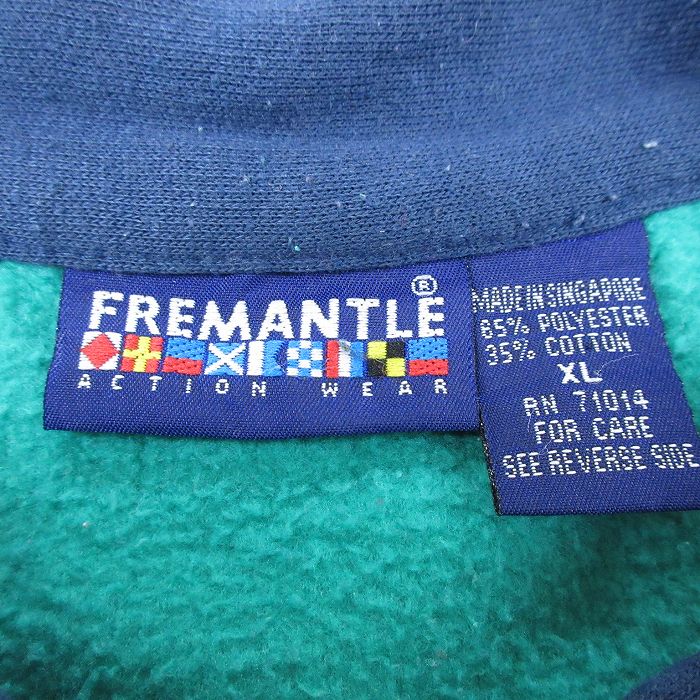 FREMANTLE®
ACTION WEAR
MADE IN SINGAPORE
65% POLYESTER
35% COTTON
XL
RN 71014
FOR CARE
SEE REVERSE SIDE